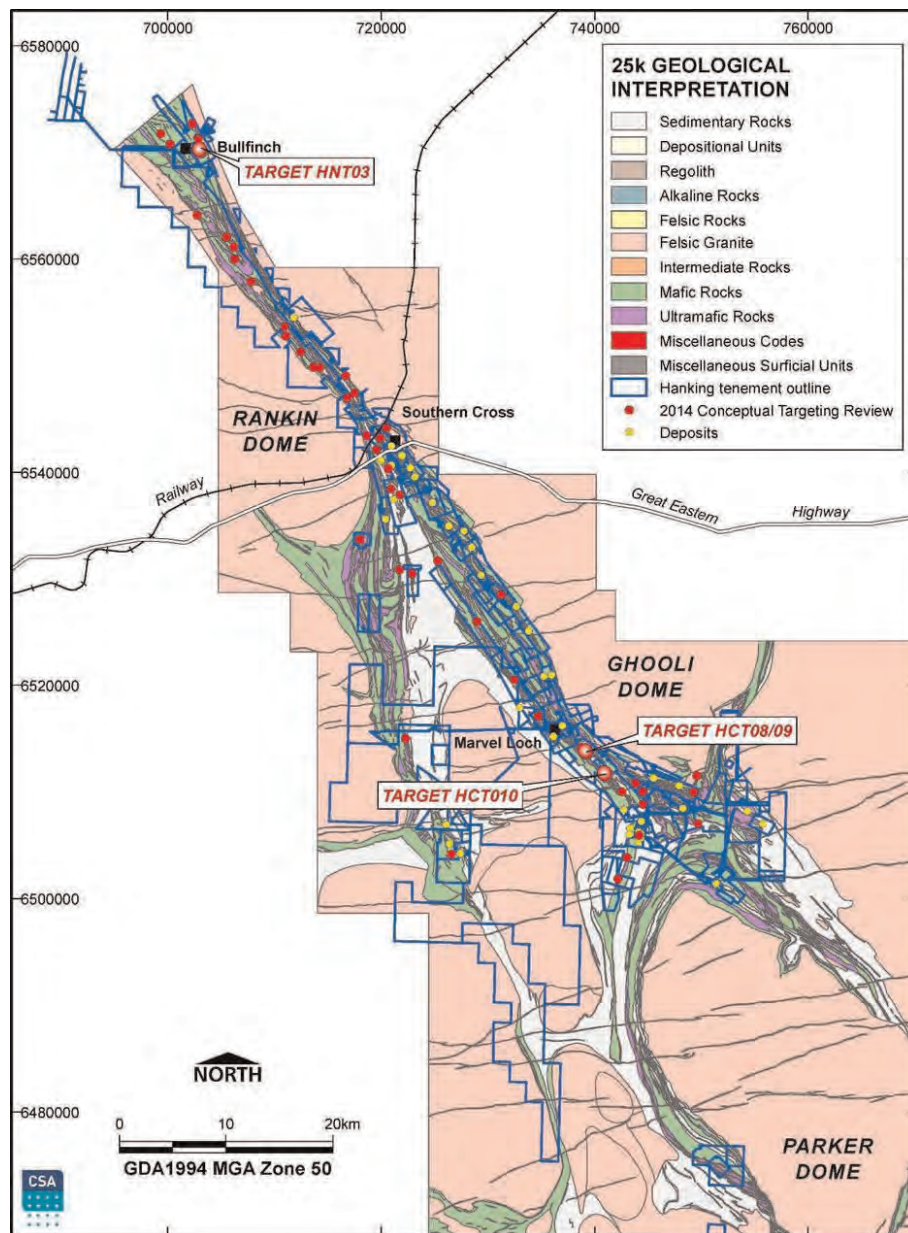 700000
720000
740000
760000
6580000
6560000
6540000
6520000
6500000
6480000
25k GEOLOGICAL
INTERPRETATION
Sedimentary Rocks
Depositional Units
Regolith
Alkaline Rocks
Felsic Rocks
Felsic Granite
Intermediate Rocks
Mafic Rocks
Ultramafic Rocks
Miscellaneous Codes
Miscellaneous Surficial Units
Hanking tenement outline
2014 Conceptual Targeting Review
Deposits
Bullfinch
TARGET HNT03
Southern Cross
RANKIN
DOME
Railway
Great Eastern
Highway
GHOOLI
DOME
TARGET HCT08/09
Marvel Loch
TARGET HCT010
PARKER
DOME
NORTH
0
10
20km
GDA1994 MGA Zone 50
CSA